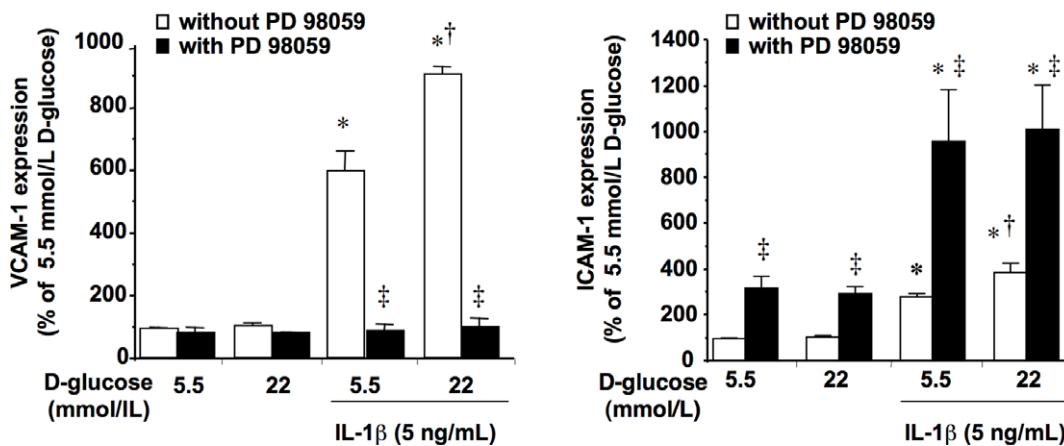 without PD 98059
with PD 98059
VCAM-1 expression
(% of 5.5 mmol/L D-glucose)
1000
800
600
400
200
100
0
*
*†
‡
‡
D-glucose 5.5 22 5.5 22
(mmol/IL)
IL-1β (5 ng/mL)
without PD 98059
with PD 98059
ICAM-1 expression
(% of 5.5 mmol/L D-glucose)
1400
1200
1000
800
600
400
200
100
0
‡
‡
*
*‡
*†
*‡
D-glucose 5.5 22 5.5 22
(mmol/L)
IL-1β (5 ng/mL)